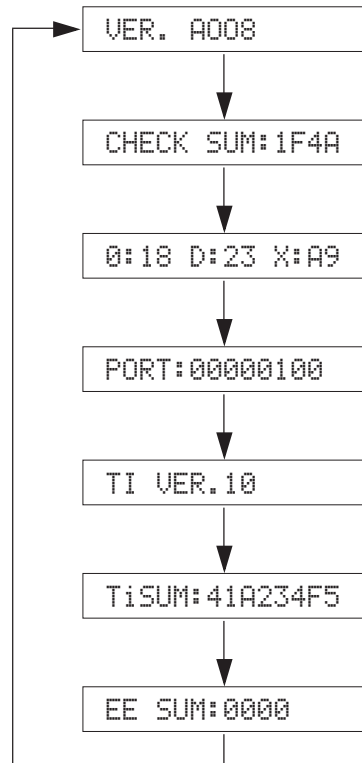 VER. A008
CHECK SUM:1F4A
0:18 D:23 X:A9
PORT:00000100
TI VER.10
TiSUM:41A234F5
EE SUM:0000